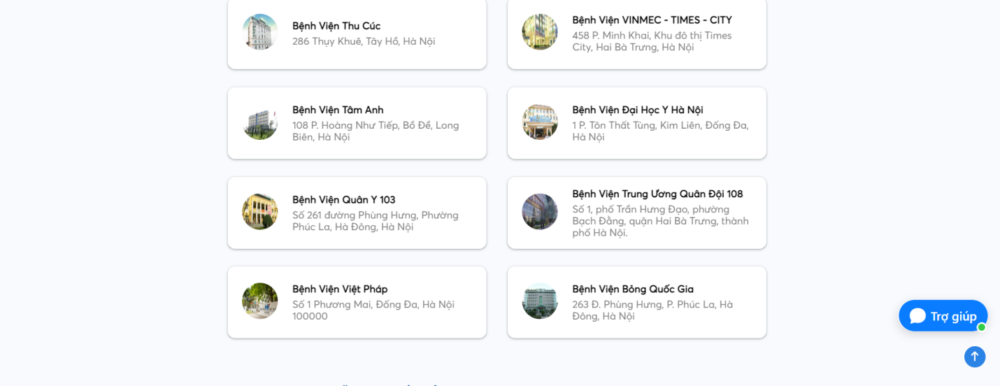 Bệnh Viện Thu Cúc
286 Thụy Khuê, Tây Hồ, Hà Nội
Bệnh Viện VINMEC - TIMES - CITY
458 P. Minh Khai, Khu đô thị Times
City, Hai Bà Trưng, Hà Nội
Bệnh Viện Tâm Anh
108 P. Hoàng Như Tiếp, Bồ Đề, Long
Biên, Hà Nội
Bệnh Viện Đại Học Y Hà Nội
1 P. Tôn Thất Tùng, Kim Liên, Đống Đa,
Hà Nội
Bệnh Viện Quân Y 103
Số 261 đường Phùng Hưng, Phường
Phúc La, Hà Đông, Hà Nội
Bệnh Viện Trung Ương Quân Đội 108
Số 1, phố Trần Hưng Đạo, phường
Bạch Đằng, quận Hai Bà Trưng, thành
phố Hà Nội.
Bệnh Viện Việt Pháp
Số 1 Phương Mai, Đống Đa, Hà Nội
100000
Bệnh Viện Bỏng Quốc Gia
263 Đ. Phùng Hưng, P. Phúc La, Hà
Đông, Hà Nội
Trợ giúp